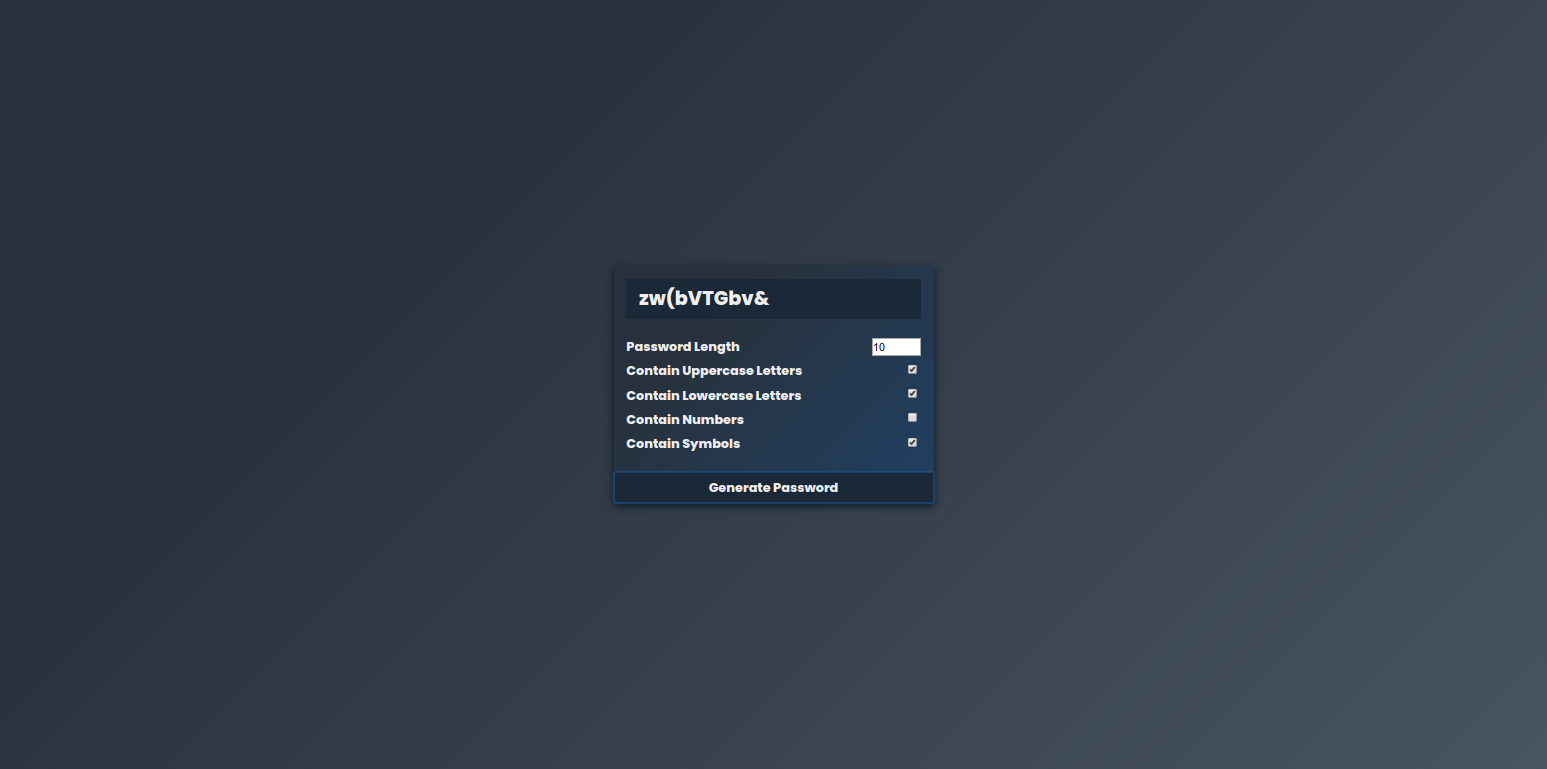 zw(bVTGbv&
Password Length 10
Contain Uppercase Letters
Contain Lowercase Letters
Contain Numbers
Contain Symbols
Generate Password